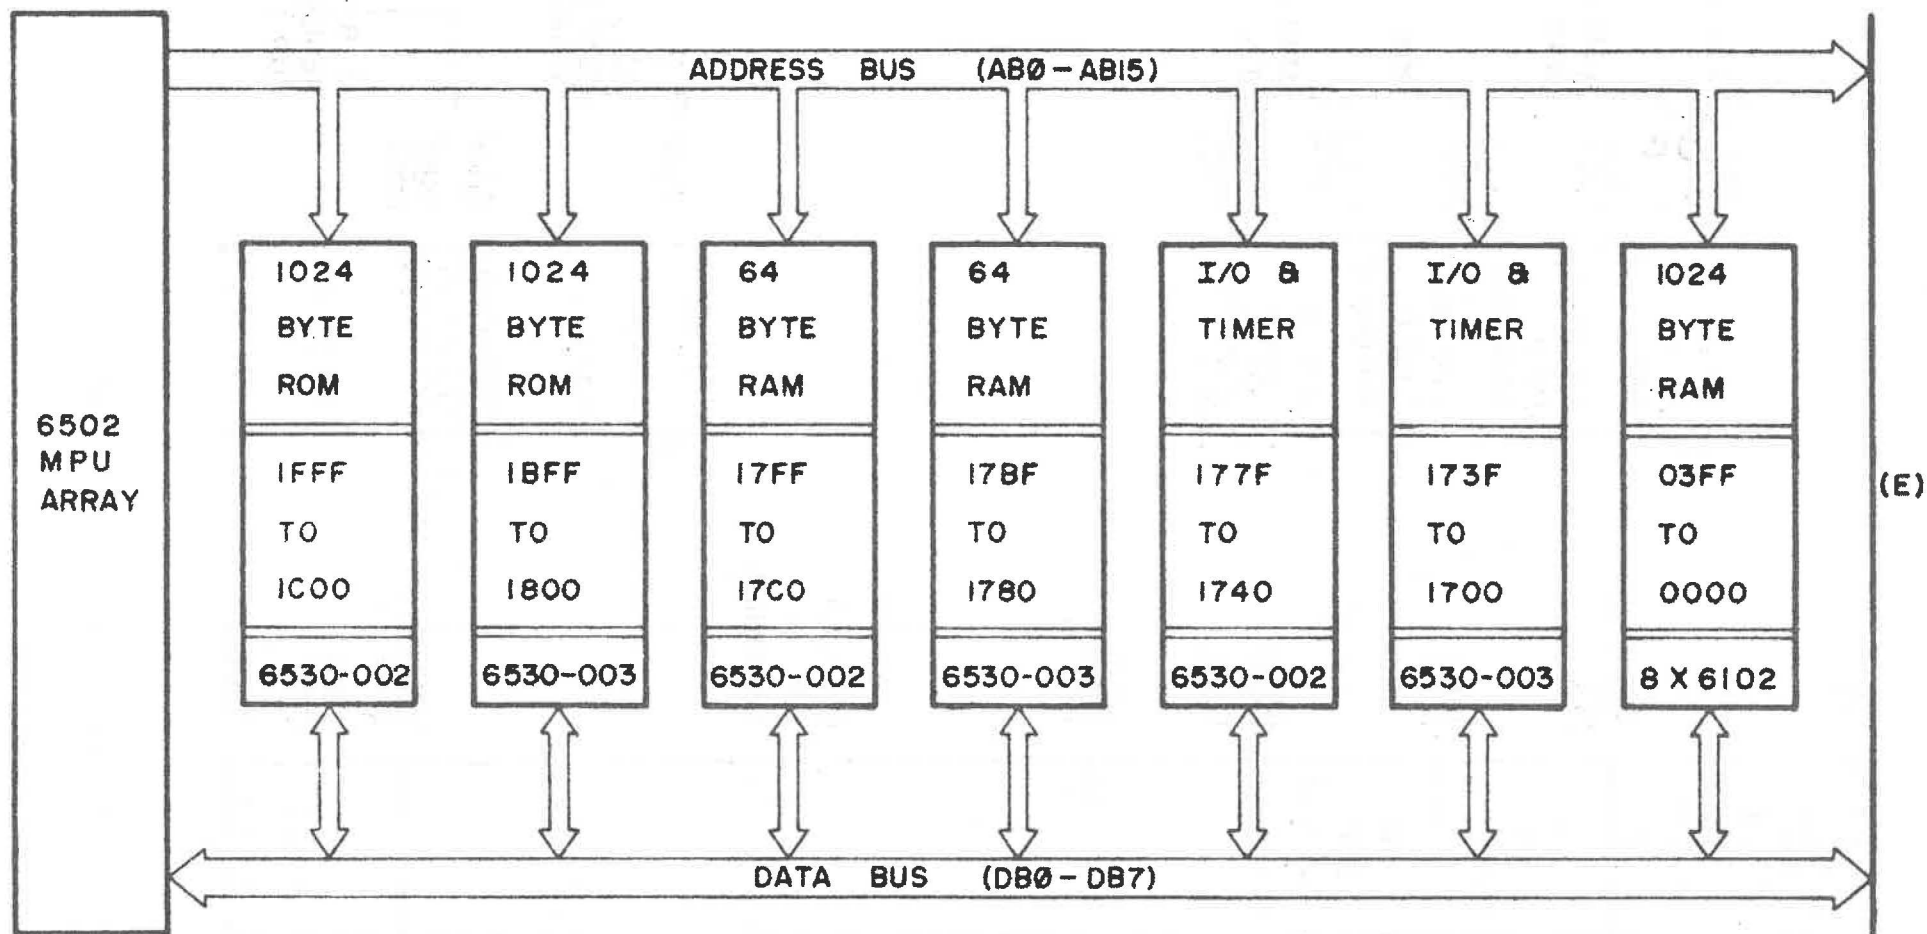 ADDRESS BUS (ABØ-AB15)
6502
MPU
ARRAY
1024
BYTE
ROM
1FFF
TO
1C00
6530-002
1024
BYTE
ROM
1BFF
TO
1800
6530-003
64
BYTE
RAM
17FF
TO
17C0
6530-002
64
BYTE
RAM
17BF
TO
1780
6530-003
I/O &
TIMER
177F
TO
1740
6530-002
I/O &
TIMER
173F
TO
1700
6530-003
1024
BYTE
RAM
03FF
TO
0000
8 X 6102
(E)
DATA BUS (DBØ-DB7)